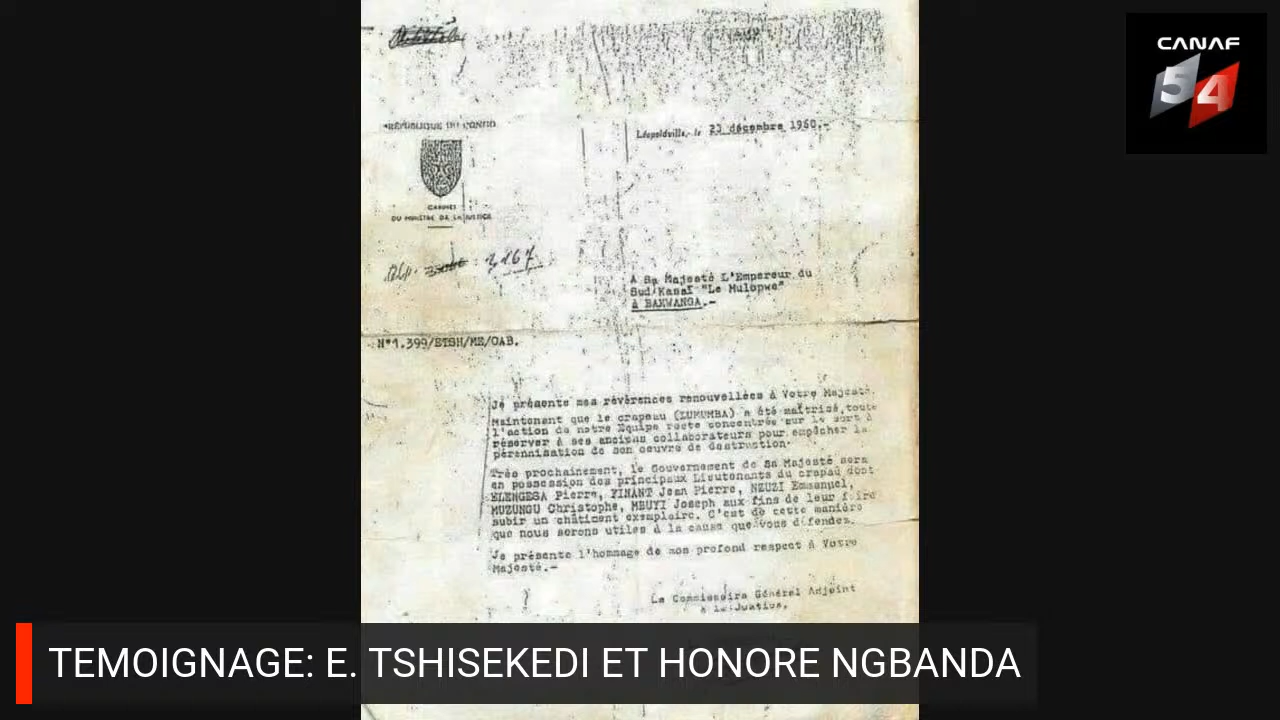 CANAF
54
RÉPUBLIQUE DU CONGO
Léopoldville, le 23 décembre 1960.-
CABINET
DU MINISTRE DE LA JUSTICE
3167
A Sa Majesté L'Empereur du
Sud/Kasaï "Le Mulopwe"
à BAKWANGA.-
N°1.399/ETSH/ME/CAB.
Je présente mes révérences renouvellées à Votre Majesté.
Maintenant que le crapeau (LUMUMBA) a été maîtrisé, toute
l'action de notre Equipe reste concentrée sur le sort à
réserver à ses anciens collaborateurs pour empêcher la
pérennisation de son oeuvre de destruction.
Très prochainement, le Gouvernement de Sa Majesté sera
en possession des principaux Lieutenants du crapau dont
ELENGESA Pierre, FINANT Jean Pierre, NZUZI Emmanuel,
MUZUNGU Christophe, MBUYI Joseph aux fins de leur faire
subir un châtiment exemplaire. C'est de cette manière
que nous serons utiles à la cause que vous défendez.
Je présente l'hommage de mon profond respect à Votre
Majesté.-
Le Commissaire Général Adjoint
à la Justice,
TEMOIGNAGE: E. TSHISEKEDI ET HONORE NGBANDA